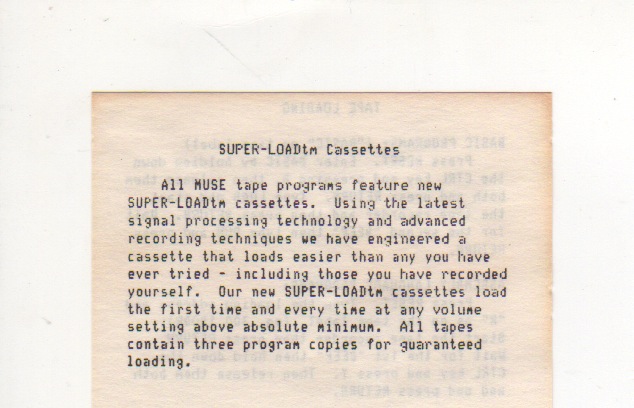 SUPER-LOADtm Cassettes
All MUSE tape programs feature new
SUPER-LOADtm cassettes. Using the latest
signal processing technology and advanced
recording techniques we have engineered a
cassette that loads easier than any you have
ever tried - including those you have recorded
yourself. Our new SUPER-LOADtm cassettes load
the first time and every time at any volume
setting above absolute minimum. All tapes
contain three program copies for guaranteed
loading.